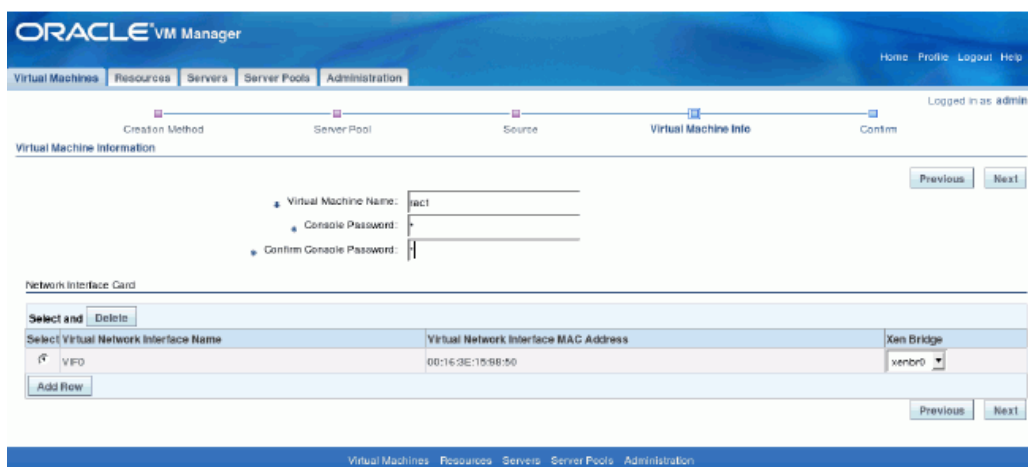 ORACLE VM Manager
Home Profile Logout Help
Virtual Machines Resources Servers Server Pools Administration
Logged in as admin
Creation Method Server Pool Source Virtual Machine Info Confirm
Virtual Machine Information
Previous Next
Virtual Machine Name: rac1
* Console Password: *
* Confirm Console Password: *
Network Interface Card
Select and Delete
Select Virtual Network Interface Name Virtual Network Interface MAC Address Xen Bridge
VIF0 00:16:3E:15:98:50 xenbr0
Add Row
Previous Next
Virtual Machines Resources Servers Server Pools Administration